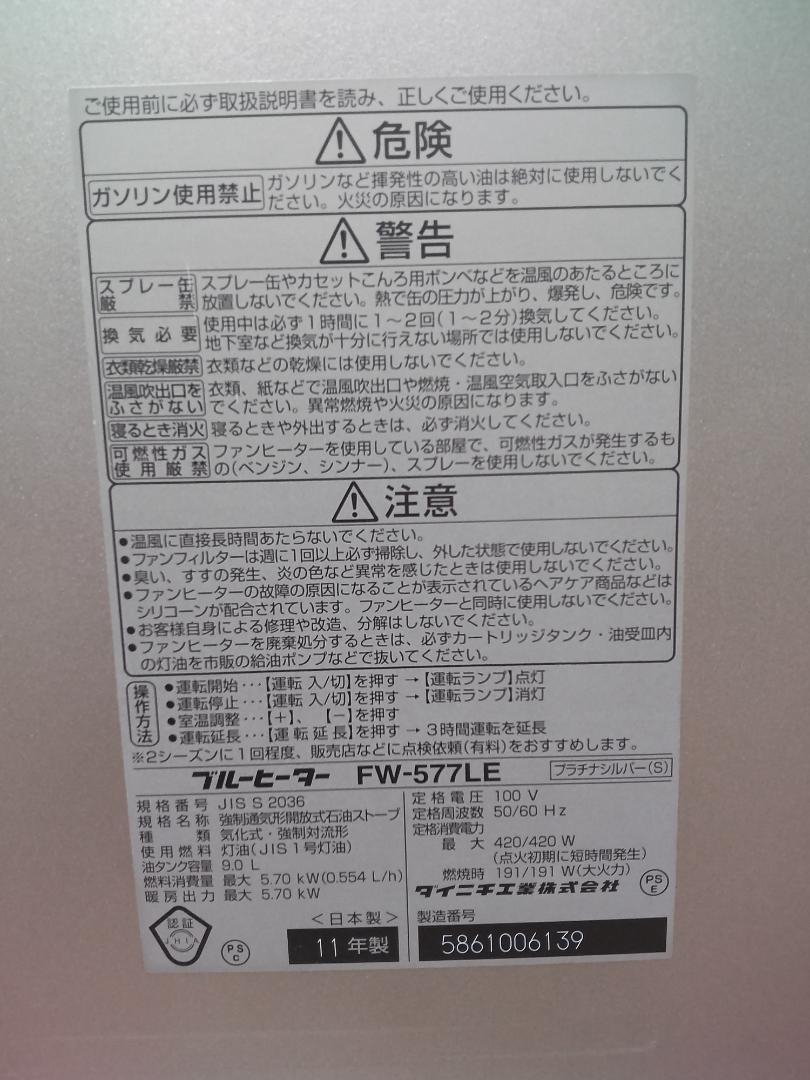 ご使用前に必ず取扱説明書を読み、正しくご使用ください。
危険
ガソリン使用禁止
ガソリンなど揮発性の高い油は絶対に使用しないでく
ださい。火災の原因になります。
警告
スプレー缶
厳禁
スプレー缶やカセットこんろ用ボンベなどを温風のあたるところに
放置しないでください。熱で缶の圧力が上がり、爆発し、危険です。
換気必要
使用中は必ず1時間に1~2回(1~2分)換気してください。
地下室など換気が十分に行えない場所では使用しないでください。
衣類乾燥厳禁
衣類などの乾燥には使用しないでください。
温風吹出口を
ふさがない
衣類、紙などで温風吹出口や燃焼・温風空気取入口をふさがない
でください。異常燃焼や火災の原因になります。
寝るとき消火
寝るときや外出するときは、必ず消火してください。
可燃性ガス
使用厳禁
ファンヒーターを使用している部屋で、可燃性ガスが発生するも
の(ベンジン、シンナー)、スプレーを使用しないでください。
注意
●温風に直接長時間あたらないでください。
●ファンフィルターは週に1回以上必ず掃除し、外した状態で使用しないでください。
●臭い、すすの発生、炎の色など異常を感じたときは使用しないでください。
●ファンヒーターの故障の原因になることが表示されているヘアケア商品などは
シリコーンが配合されています。ファンヒーターと同時に使用しないでください。
●お客様自身による修理や改造、分解はしないでください。
●ファンヒーターを廃棄処分するときは、必ずカートリッジタンク・油受皿内
の灯油を市販の給油ポンプなどで抜いてください。
操作方法
●運転開始・・・【運転 入/切】を押す → 【運転ランプ】点灯
●運転停止・・・【運転 入/切】を押す → 【運転ランプ】消灯
●室温調整・・・【+】、【−】を押す
●運転延長・・・【運転延長】を押す → 3時間運転を延長
※2シーズンに1回程度、販売店などに点検依頼(有料)をおすすめします。
ブルーヒーター FW-577LE プラチナシルバー(S)
規格番号 JIS S 2036
規格名称 強制通気形開放式石油ストーブ
種類 気化式・強制対流形
使用燃料 灯油(JIS1号灯油)
油タンク容量 9.0 L
燃料消費量 最大 5.70 kW(0.554 L/h)
暖房出力 最大 5.70 kW
定格電圧 100 V
定格周波数 50/60 Hz
定格消費電力
最大 420/420 W
(点火初期に短時間発生)
燃焼時 191/191 W(大火力)
ダイニチ工業株式会社
PS
E
認証
JHIA
PS
C
<日本製>
11年製
製造番号
5861006139